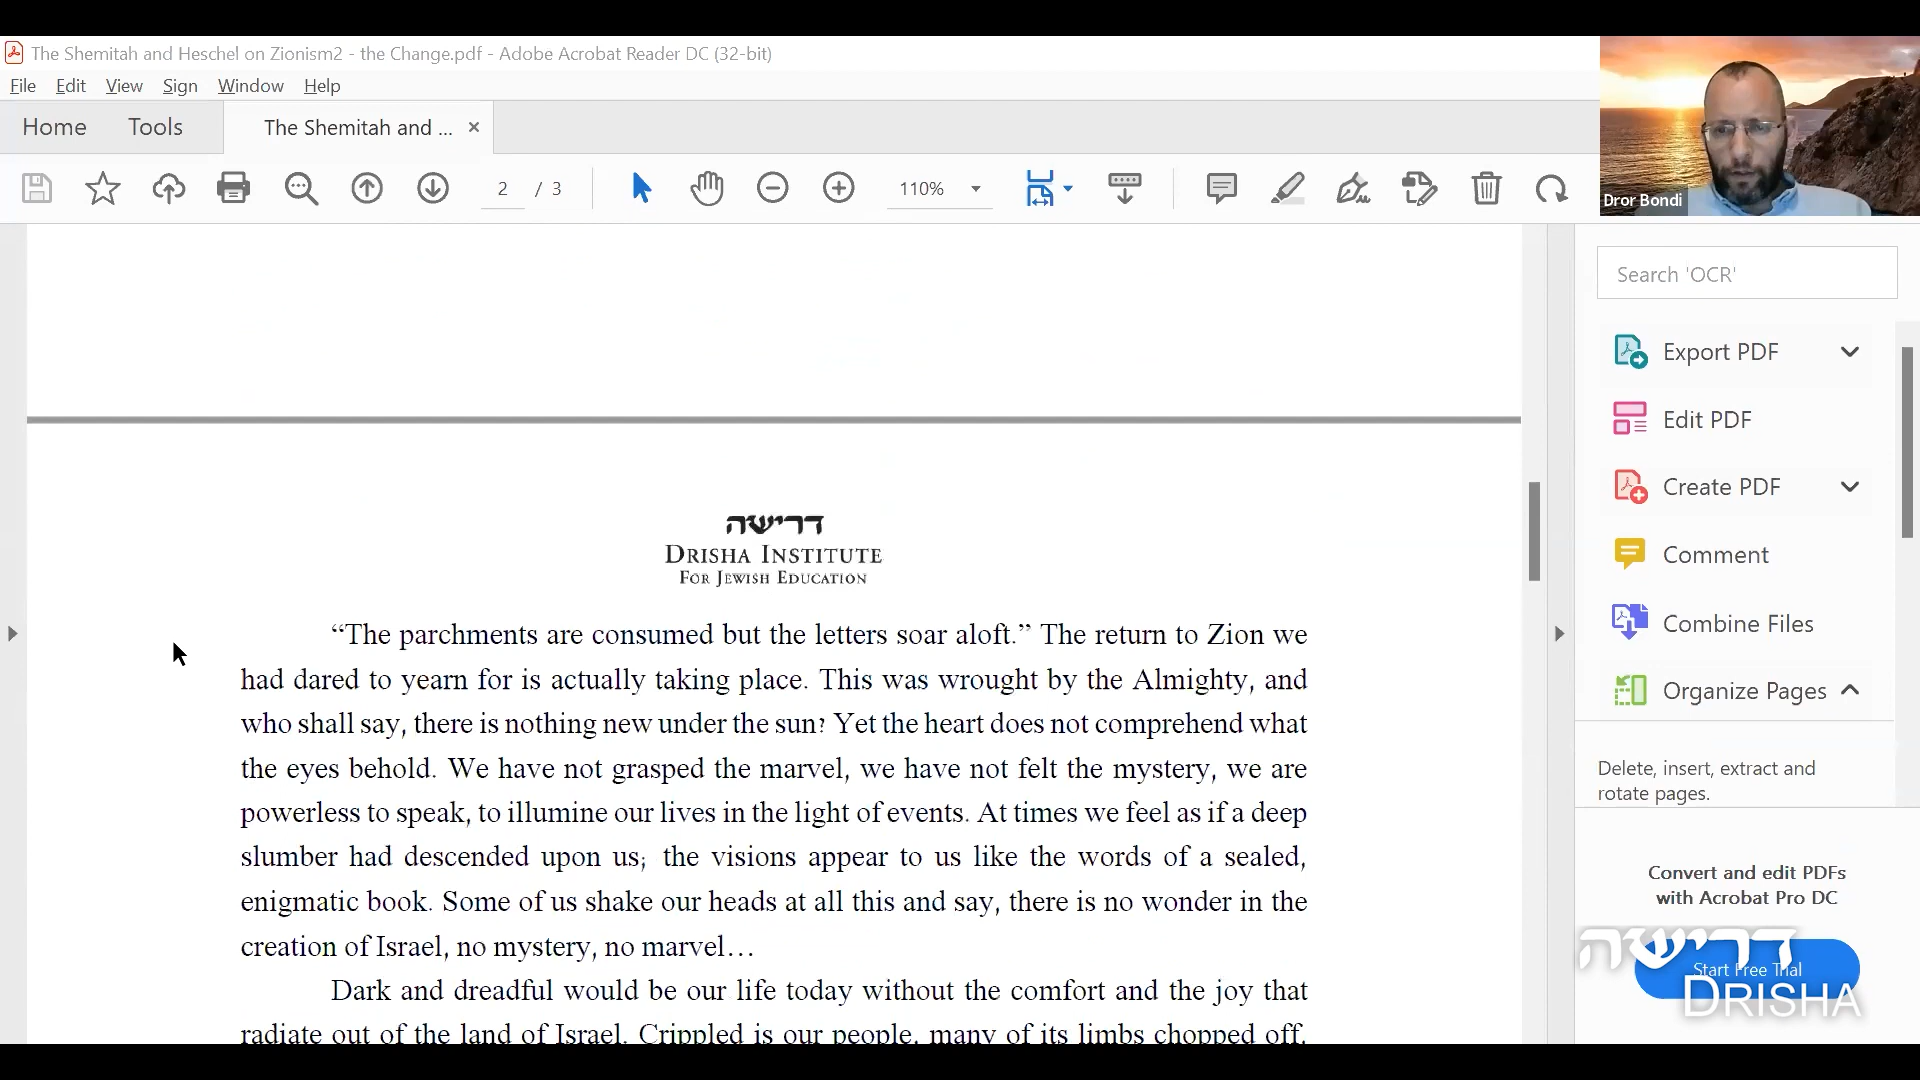 The Shemitah and Heschel on Zionism2 - the Change.pdf - Adobe Acrobat Reader DC (32-bit)
File Edit View Sign Window Help
Home Tools The Shemitah and ... ×
2 / 3 110%
Dror Bondi
Search 'OCR'
Export PDF
Edit PDF
Create PDF
Comment
Combine Files
Organize Pages
Delete, insert, extract and
rotate pages.
Convert and edit PDFs
with Acrobat Pro DC
Start Free Trial
דרישה
DRISHA
דרישה
DRISHA INSTITUTE
FOR JEWISH EDUCATION
“The parchments are consumed but the letters soar aloft.” The return to Zion we
had dared to yearn for is actually taking place. This was wrought by the Almighty, and
who shall say, there is nothing new under the sun? Yet the heart does not comprehend what
the eyes behold. We have not grasped the marvel, we have not felt the mystery, we are
powerless to speak, to illumine our lives in the light of events. At times we feel as if a deep
slumber had descended upon us; the visions appear to us like the words of a sealed,
enigmatic book. Some of us shake our heads at all this and say, there is no wonder in the
creation of Israel, no mystery, no marvel…
Dark and dreadful would be our life today without the comfort and the joy that
radiate out of the land of Israel. Crippled is our people, many of its limbs chopped off,